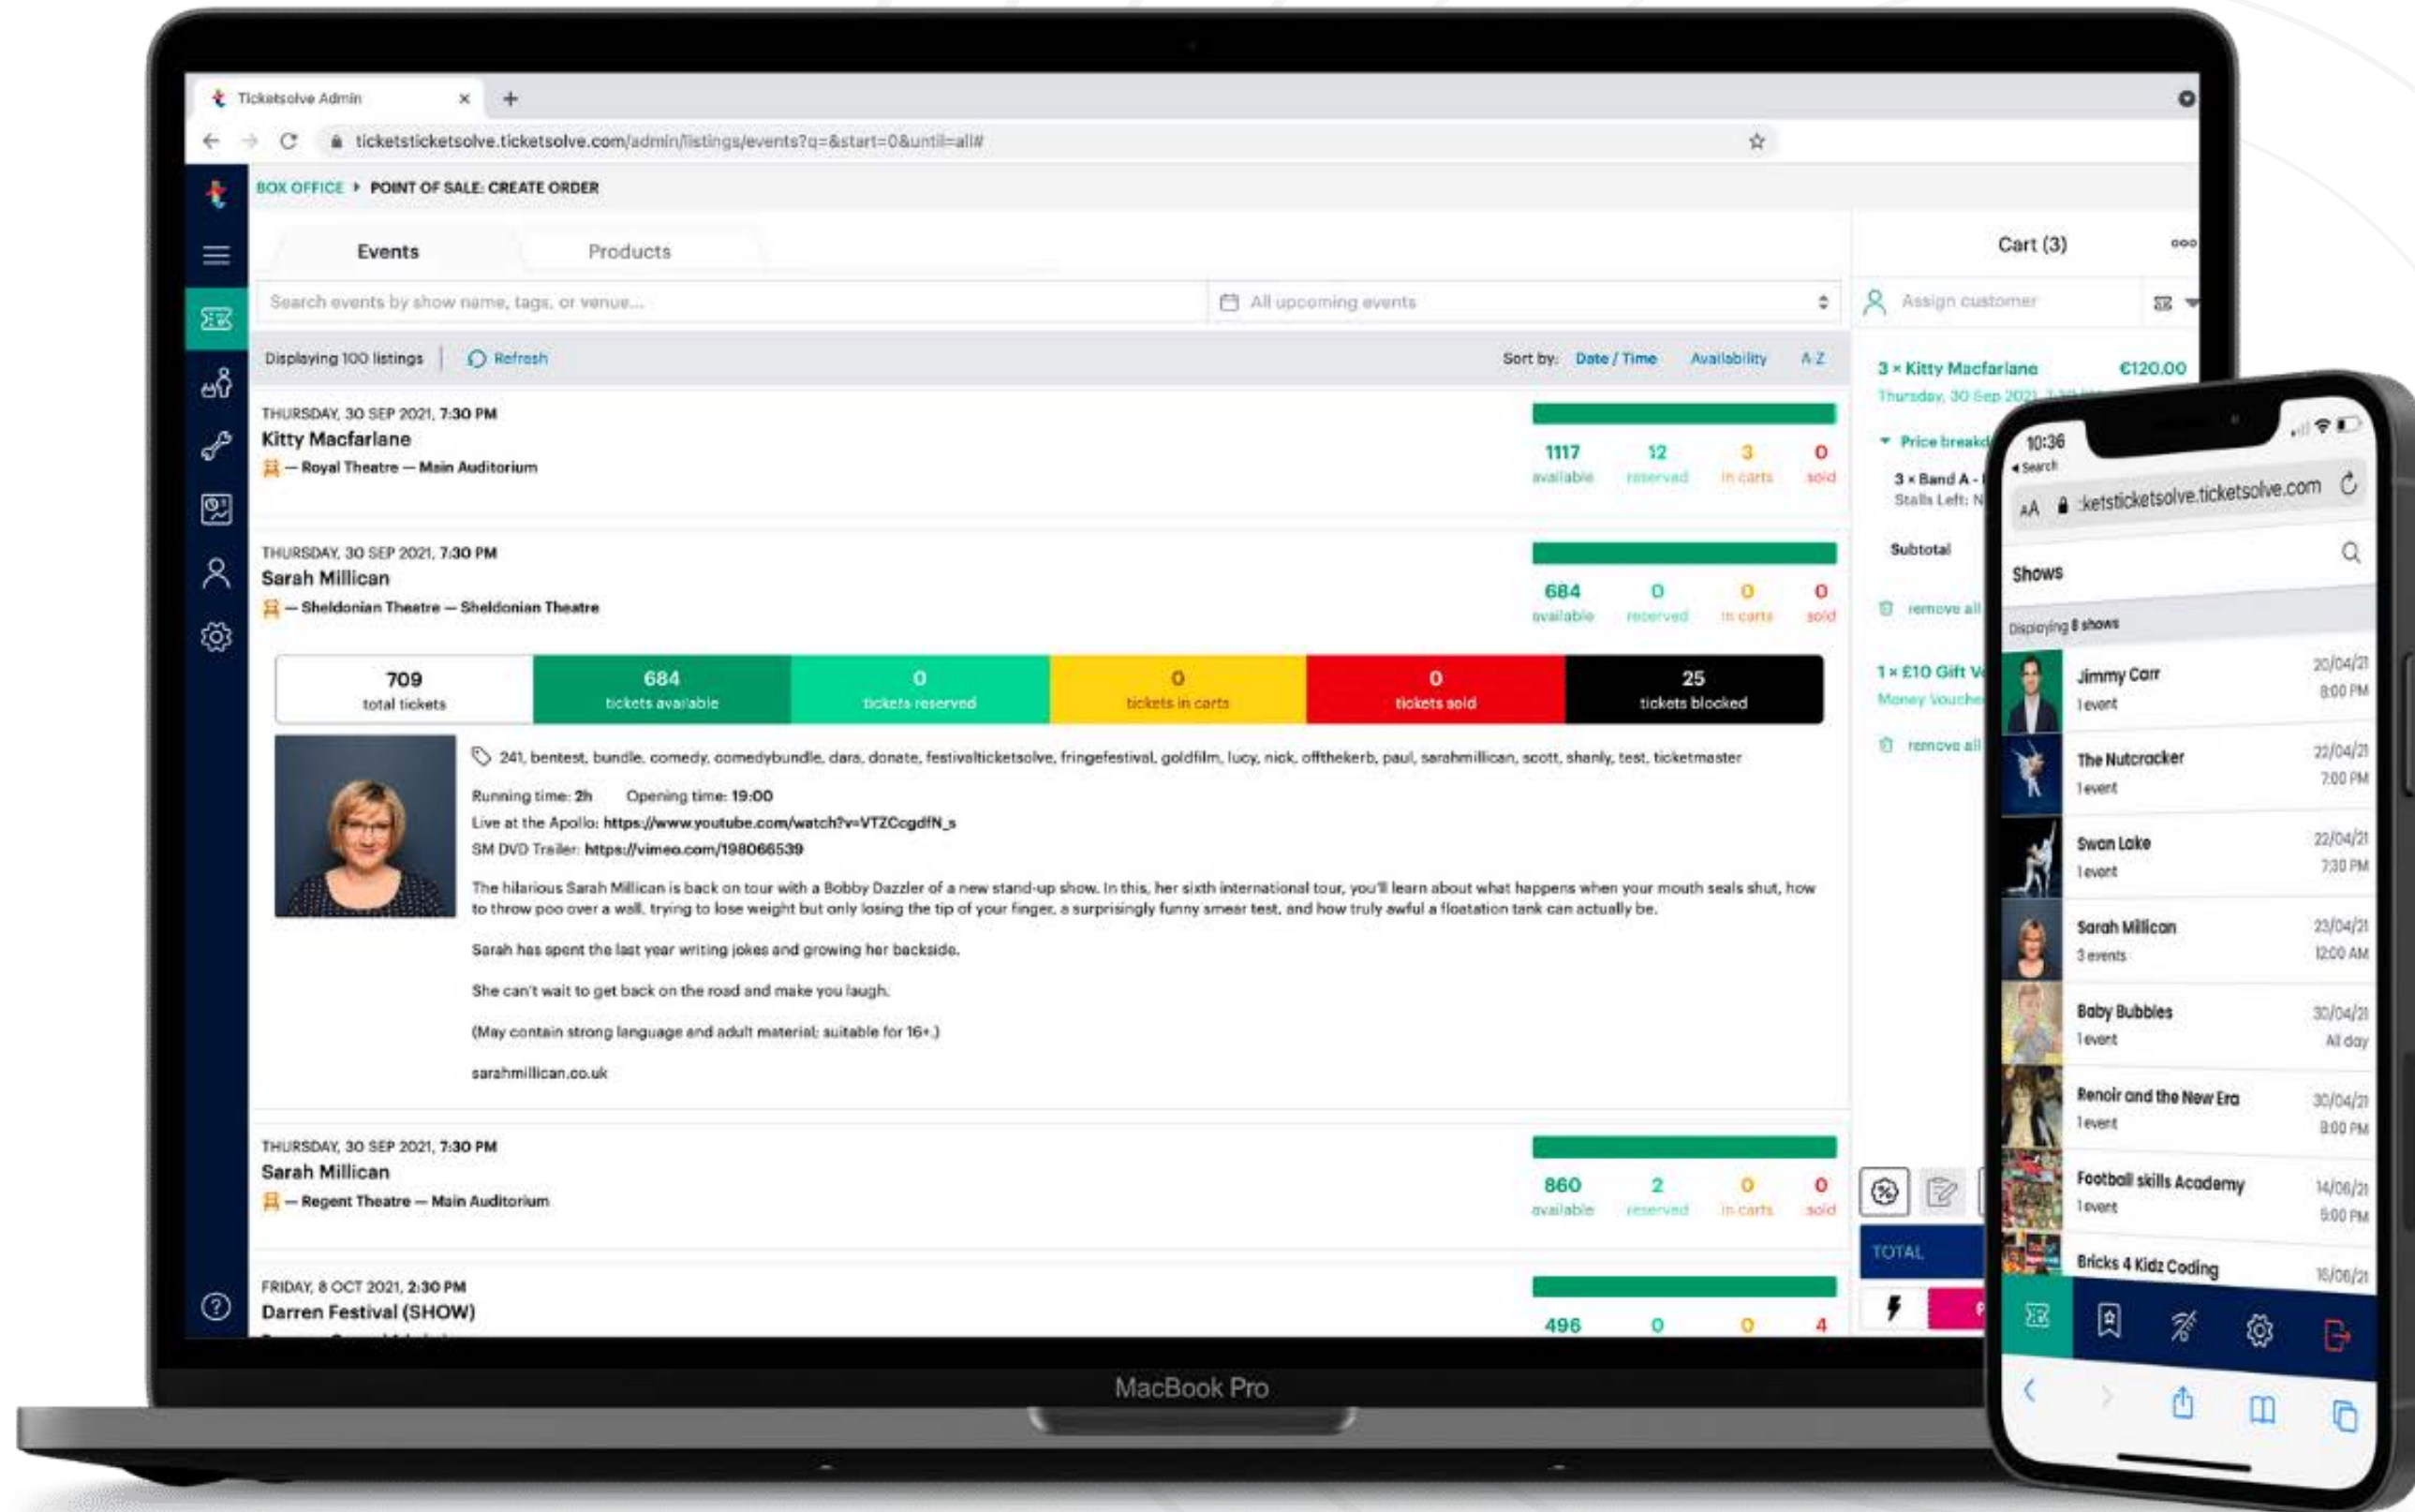 Ticketsolve Admin
ticketsticketsolve.ticketsolve.com/admin/listings/events?q=&start=0&until=all#
BOX OFFICE POINT OF SALE: CREATE ORDER
Events Products
Search events by show name, tags, or venue...
All upcoming events
Displaying 100 listings Refresh
Sort by: Date / Time Availability A-Z
THURSDAY, 30 SEP 2021, 7:30 PM
Kitty Macfarlane
— Royal Theatre — Main Auditorium
1117 12 3 0
available reserved in carts sold
THURSDAY, 30 SEP 2021, 7:30 PM
Sarah Millican
— Sheldonian Theatre — Sheldonian Theatre
684 0 0 0
available reserved in carts sold
709 684 0 0 0 25
total tickets tickets available tickets reserved tickets in carts tickets sold tickets blocked
241, bentest, bundle, comedy, comedybundle, dara, donate, festivalticketsolve, fringefestival, goldfilm, lucy, nick, offthekerb, paul, sarahmillican, scott, shanly, test, ticketmaster
Running time: 2h Opening time: 19:00
Live at the Apollo: https://www.youtube.com/watch?v=VTZCcgdfN_s
SM DVD Trailer: https://vimeo.com/198066539
The hilarious Sarah Millican is back on tour with a Bobby Dazzler of a new stand-up show. In this, her sixth international tour, you'll learn about what happens when your mouth seals shut, how
to throw poo over a wall, trying to lose weight but only losing the tip of your finger, a surprisingly funny smear test, and how truly awful a floatation tank can actually be.
Sarah has spent the last year writing jokes and growing her backside.
She can't wait to get back on the road and make you laugh.
(May contain strong language and adult material; suitable for 16+.)
sarahmillican.co.uk
THURSDAY, 30 SEP 2021, 7:30 PM
Sarah Millican
— Regent Theatre — Main Auditorium
860 2 0 0
available reserved in carts sold
FRIDAY, 8 OCT 2021, 2:30 PM
Darren Festival (SHOW)
496 0 0 4
Cart (3)
Assign customer
3 × Kitty Macfarlane €120.00
Thursday, 30 Sep 2021,
Price
3 × Band A -
Stalls Left:
Subtotal
remove all
1 × £10 Gift
Money
remove all
TOTAL
MacBook Pro
10:36
Search
AA :ketsticketsolve.ticketsolve.com
Shows
Displaying 8 shows
Jimmy Carr 20/04/21
1 event 8:00 PM
The Nutcracker 22/04/21
1 event 7:00 PM
Swan Lake 22/04/21
1 event 7:30 PM
Sarah Millican 23/04/21
3 events 12:00 AM
Baby Bubbles 30/04/21
1 event All day
Renoir and the New Era 30/04/21
1 event 8:00 PM
Football skills Academy 14/06/21
1 event 5:00 PM
Bricks 4 Kidz Coding 15/06/21